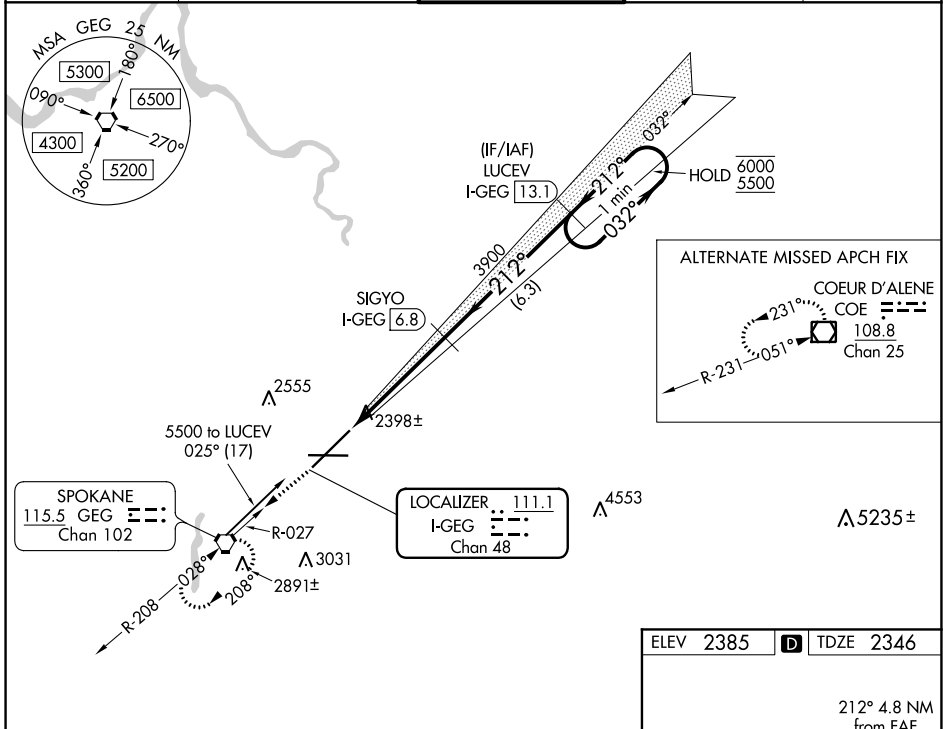 MSA GEG 25 NM
180°
5300
090°
6500
270°
4300
5200
360°
032°
(IF/IAF)
LUCEV
I-GEG 13.1
212°
1 min
032°
HOLD 6000
5500
3900
212°
(6.3)
SIGYO
I-GEG 6.8
ALTERNATE MISSED APCH FIX
COEUR D'ALENE
COE
108.8
Chan 25
231°
R-231
051°
2555
2398±
5500 to LUCEV
025° (17)
SPOKANE
115.5 GEG
Chan 102
R-027
LOCALIZER 111.1
I-GEG
Chan 48
4553
5235±
3031
2891±
028°
208°
R-208
ELEV 2385 D TDZE 2346
212° 4.8 NM
from FAF